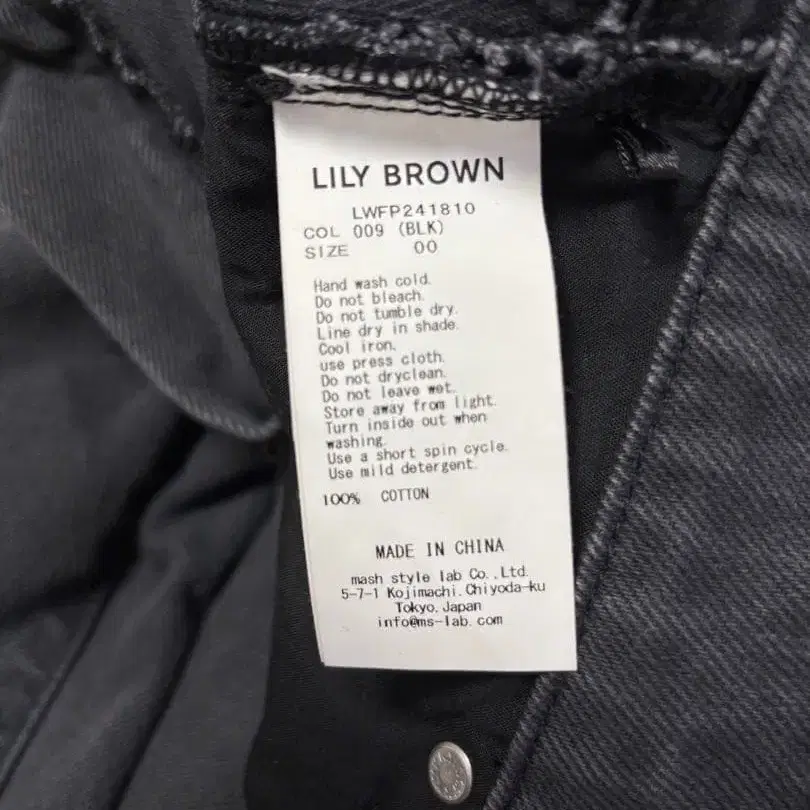 LILY BROWN
LWFP241810
COL 009 (BLK)
SIZE 00
Hand wash cold.
Do not bleach.
Do not tumble dry.
Line dry in shade.
Cool iron.
use press cloth.
Do not dryclean.
Do not leave wet.
Store away from light.
Turn inside out when
washing.
Use a short spin cycle.
Use mild detergent.
100% COTTON
MADE IN CHINA
mash style lab Co.,Ltd.
5-7-1 Kojimachi.Chiyoda-ku
Tokyo.Japan
info@ms-lab.com